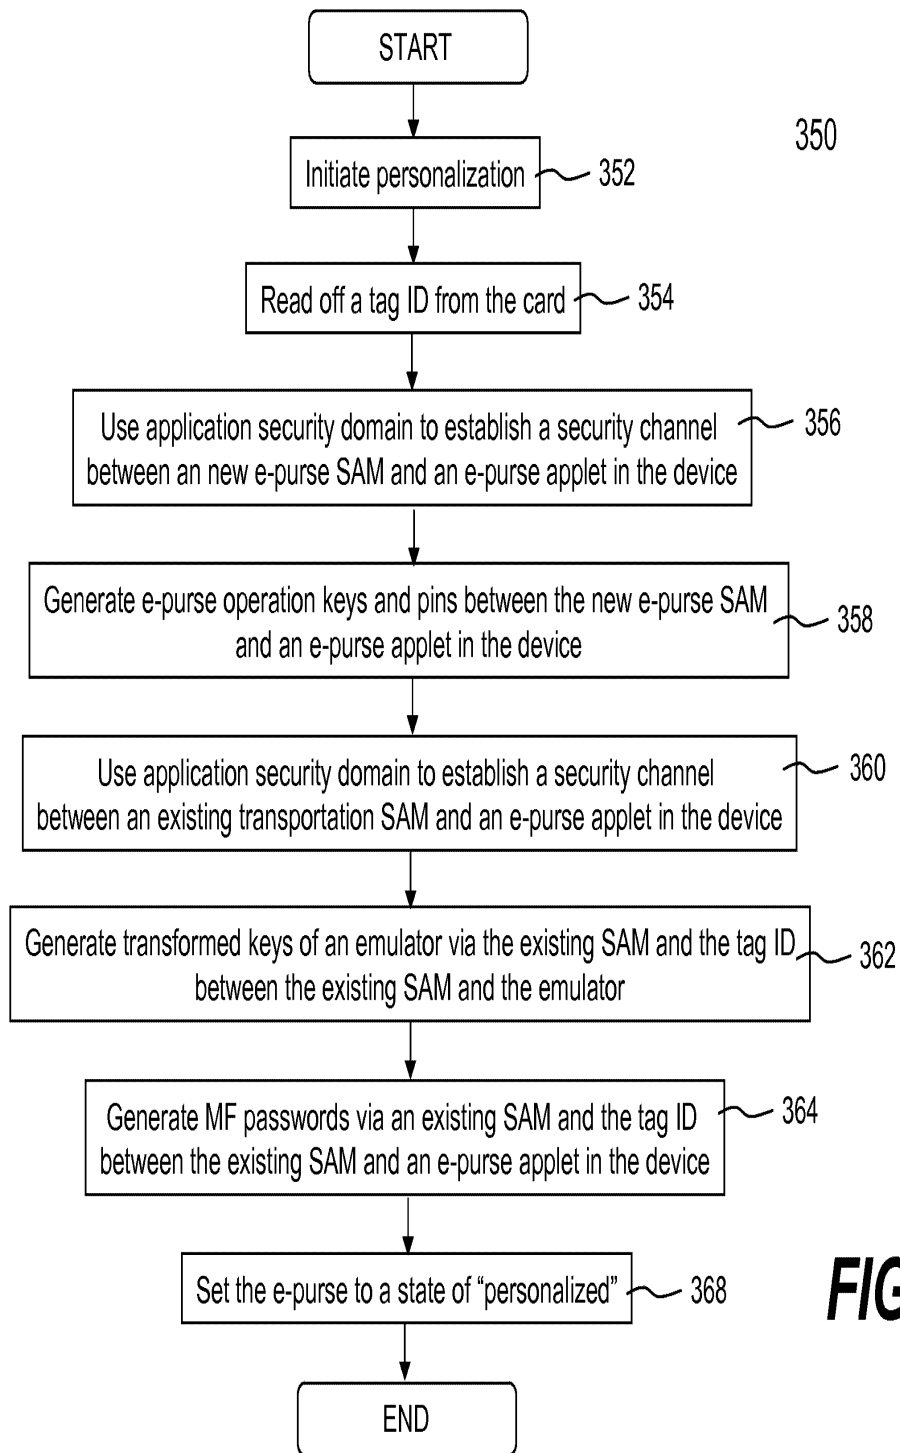 START
350
Initiate personalization
352
Read off a tag ID from the card
354
Use application security domain to establish a security channel
between an new e-purse SAM and an e-purse applet in the device
356
Generate e-purse operation keys and pins between the new e-purse SAM
and an e-purse applet in the device
358
Use application security domain to establish a security channel
between an existing transportation SAM and an e-purse applet in the device
360
Generate transformed keys of an emulator via the existing SAM and the tag ID
between the existing SAM and the emulator
362
Generate MF passwords via an existing SAM and the tag ID
between the existing SAM and an e-purse applet in the device
364
Set the e-purse to a state of “personalized”
368
FIG
END